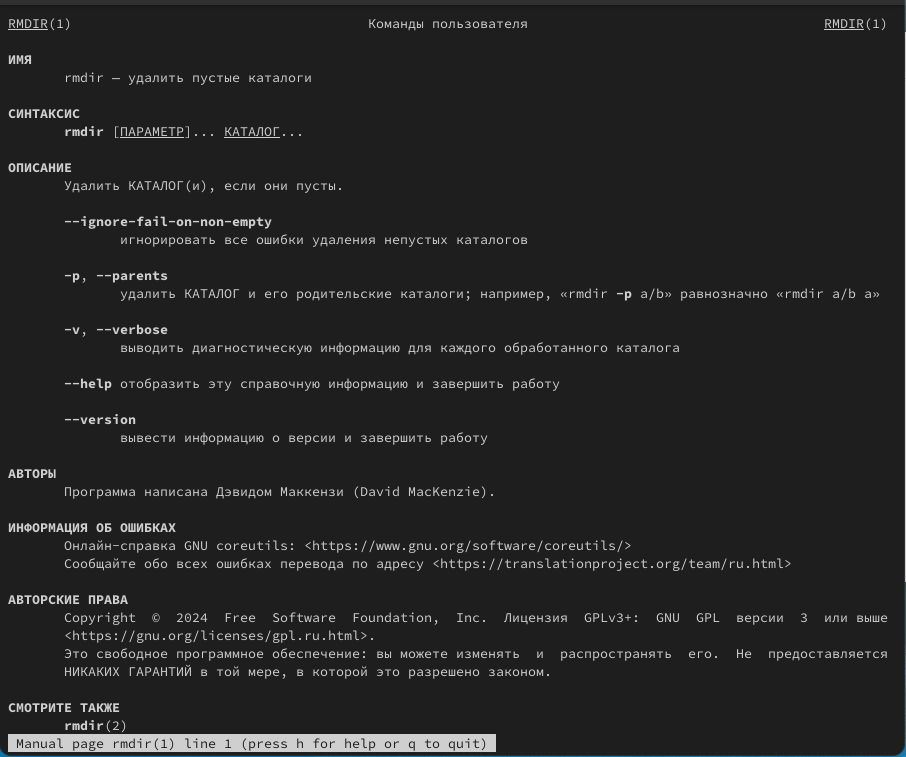 RMDIR(1) Команды пользователя RMDIR(1)
ИМЯ
rmdir – удалить пустые каталоги
СИНТАКСИС
rmdir [ПАРАМЕТР]... КАТАЛОГ...
ОПИСАНИЕ
Удалить КАТАЛОГ(и), если они пусты.
--ignore-fail-on-non-empty
игнорировать все ошибки удаления непустых каталогов
-p, --parents
удалить КАТАЛОГ и его родительские каталоги; например, «rmdir -p a/b» равнозначно «rmdir a/b a»
-v, --verbose
выводить диагностическую информацию для каждого обработанного каталога
--help отобразить эту справочную информацию и завершить работу
--version
вывести информацию о версии и завершить работу
АВТОРЫ
Программа написана Дэвидом Маккензи (David MacKenzie).
ИНФОРМАЦИЯ ОБ ОШИБКАХ
Онлайн-справка GNU coreutils: <https://www.gnu.org/software/coreutils/>
Сообщайте обо всех ошибках перевода по адресу <https://translationproject.org/team/ru.html>
АВТОРСКИЕ ПРАВА
Copyright © 2024 Free Software Foundation, Inc. Лицензия GPLv3+: GNU GPL версии 3 или выше
<https://gnu.org/licenses/gpl.ru.html>.
Это свободное программное обеспечение: вы можете изменять и распространять его. Не предоставляется
НИКАКИХ ГАРАНТИЙ в той мере, в которой это разрешено законом.
СМОТРИТЕ ТАКЖЕ
rmdir(2)
Manual page rmdir(1) line 1 (press h for help or q to quit)